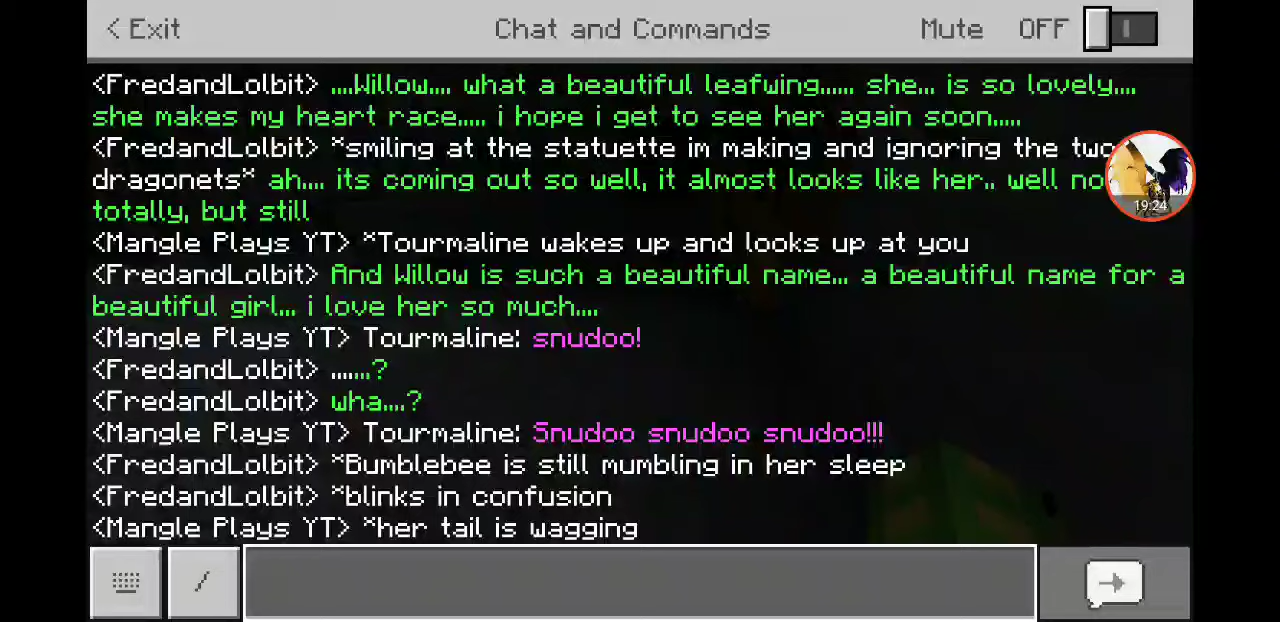 < Exit
Chat and Commands
Mute OFF
<FredandLolbit> ....Willow.... what a beautiful leafwing...... she... is so lovely....
she makes my heart race..... i hope i get to see her again soon.....
<FredandLolbit> *smiling at the statuette im making and ignoring the two
dragonets* ah.... its coming out so well, it almost looks like her.. well no
totally, but still
19:24
<Mangle Plays YT> *Tourmaline wakes up and looks up at you
<FredandLolbit> And Willow is such a beautiful name... a beautiful name for a
beautiful girl... i love her so much....
<Mangle Plays YT> Tourmaline: snudoo!
<FredandLolbit> .......?
<FredandLolbit> wha....?
<Mangle Plays YT> Tourmaline: Snudoo snudoo snudoo!!!
<FredandLolbit> *Bumblebee is still mumbling in her sleep
<FredandLolbit> *blinks in confusion
<Mangle Plays YT> *her tail is wagging
/